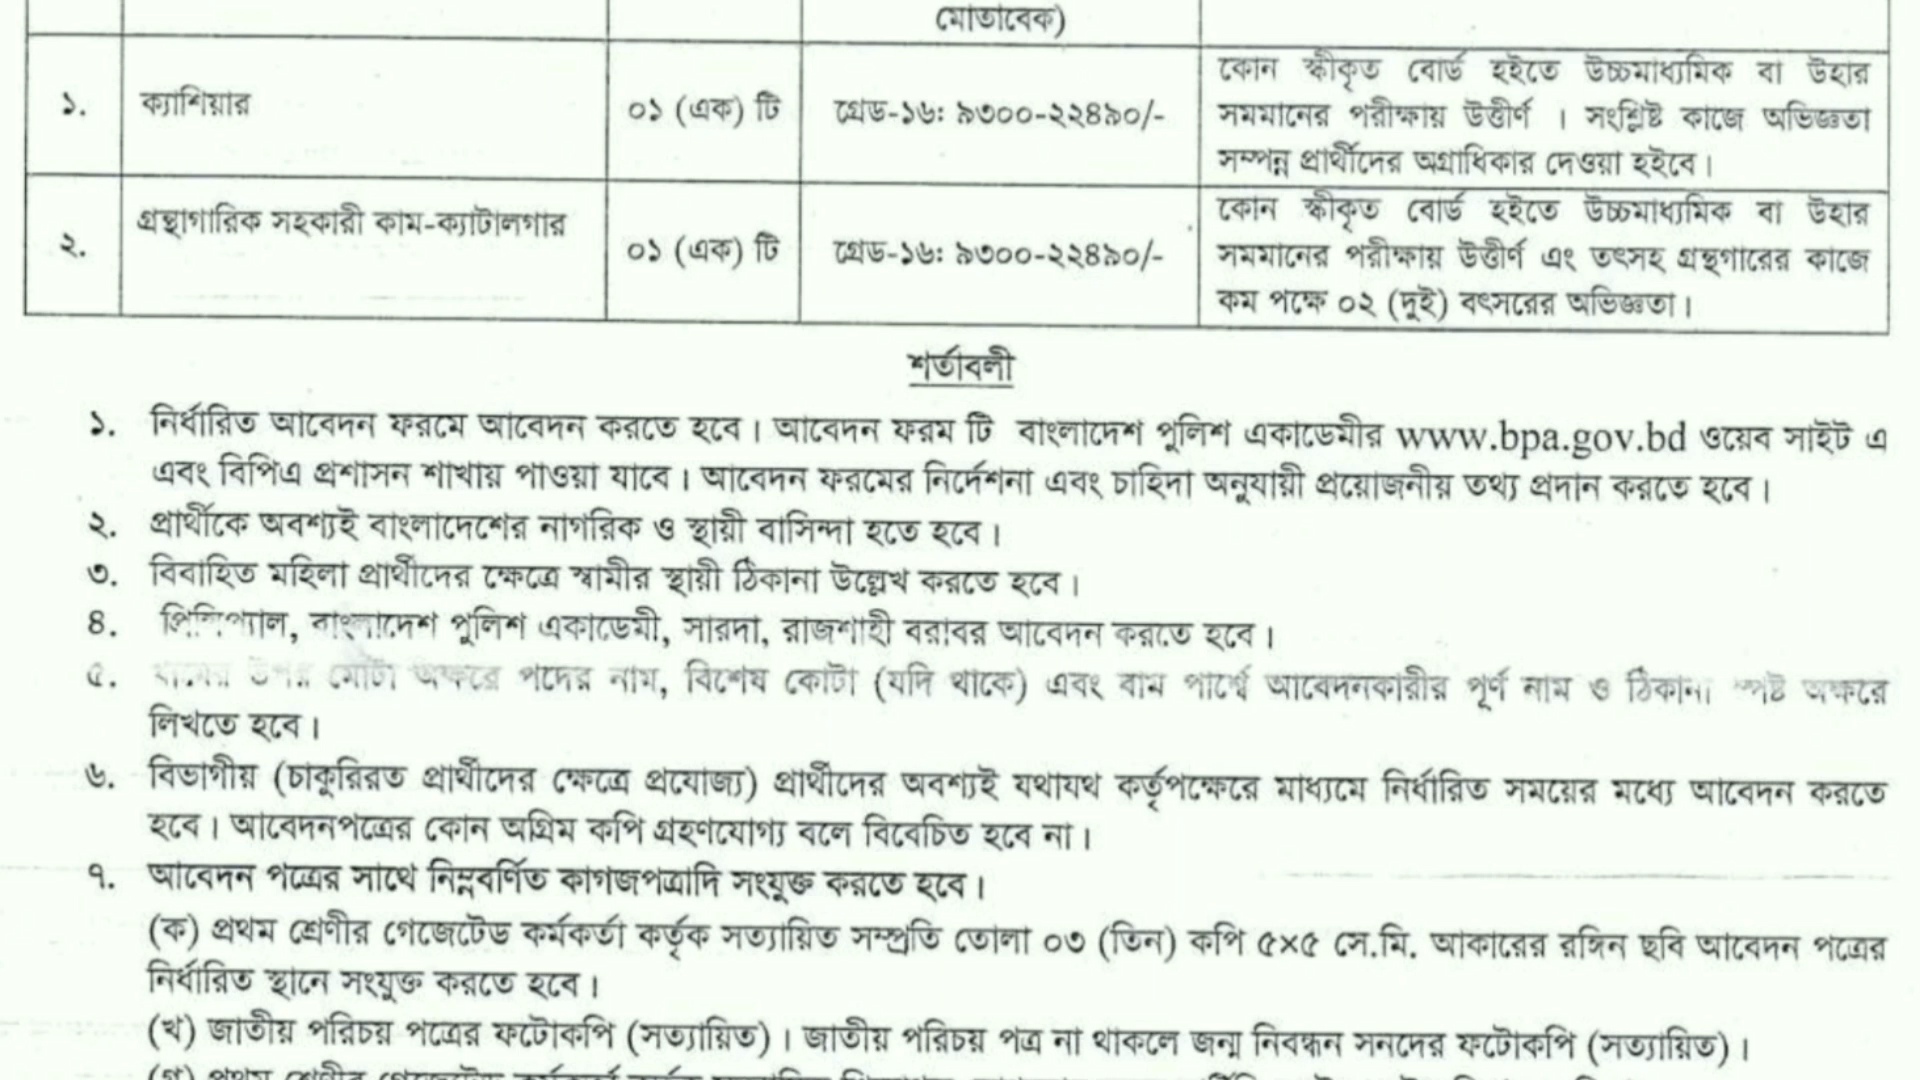 মোতাবেক)
১. ক্যাশিয়ার ০১ (এক) টি গ্রেড-১৬: ৯৩০০-২২৪৯০/- কোন স্বীকৃত বোর্ড হইতে উচ্চমাধ্যমিক বা উহার
সমমানের পরীক্ষায় উত্তীর্ণ । সংশ্লিষ্ট কাজে অভিজ্ঞতা
সম্পন্ন প্রার্থীদের অগ্রাধিকার দেওয়া হইবে।
২. গ্রন্থাগারিক সহকারী কাম-ক্যাটালগার ০১ (এক) টি গ্রেড-১৬: ৯৩০০-২২৪৯০/- কোন স্বীকৃত বোর্ড হইতে উচ্চমাধ্যমিক বা উহার
সমমানের পরীক্ষায় উত্তীর্ণ এং তৎসহ গ্রন্থগারের কাজে
কম পক্ষে ০২ (দুই) বৎসরের অভিজ্ঞতা।
শর্তাবলী
১. নির্ধারিত আবেদন ফরমে আবেদন করতে হবে। আবেদন ফরম টি বাংলাদেশ পুলিশ একাডেমীর www.bpa.gov.bd ওয়েব সাইট এ
এবং বিপিএ প্রশাসন শাখায় পাওয়া যাবে। আবেদন ফরমের নির্দেশনা এবং চাহিদা অনুযায়ী প্রয়োজনীয় তথ্য প্রদান করতে হবে।
২. প্রার্থীকে অবশ্যই বাংলাদেশের নাগরিক ও স্থায়ী বাসিন্দা হতে হবে।
৩. বিবাহিত মহিলা প্রার্থীদের ক্ষেত্রে স্বামীর স্থায়ী ঠিকানা উল্লেখ করতে হবে।
৪. প্রিন্সিপ্যাল, বাংলাদেশ পুলিশ একাডেমী, সারদা, রাজশাহী বরাবর আবেদন করতে হবে।
৫. খামের উপর মোটা অক্ষরে পদের নাম, বিশেষ কোটা (যদি থাকে) এবং বাম পার্শ্বে আবেদনকারীর পূর্ণ নাম ও ঠিকানা স্পষ্ট অক্ষরে
লিখতে হবে।
৬. বিভাগীয় (চাকুরিরত প্রার্থীদের ক্ষেত্রে প্রযোজ্য) প্রার্থীদের অবশ্যই যথাযথ কর্তৃপক্ষেরে মাধ্যমে নির্ধারিত সময়ের মধ্যে আবেদন করতে
হবে। আবেদনপত্রের কোন অগ্রিম কপি গ্রহণযোগ্য বলে বিবেচিত হবে না।
৭. আবেদন পত্রের সাথে নিম্নবর্ণিত কাগজপত্রাদি সংযুক্ত করতে হবে।
(ক) প্রথম শ্রেণীর গেজেটেড কর্মকর্তা কর্তৃক সত্যায়িত সম্প্রতি তোলা ০৩ (তিন) কপি ৫×৫ সে.মি. আকারের রঙ্গিন ছবি আবেদন পত্রের
নির্ধারিত স্থানে সংযুক্ত করতে হবে।
(খ) জাতীয় পরিচয় পত্রের ফটোকপি (সত্যায়িত)। জাতীয় পরিচয় পত্র না থাকলে জন্ম নিবন্ধন সনদের ফটোকপি (সত্যায়িত)।
(গ) প্রথম শ্রেণীর গেজেটেড কর্মকর্তা কর্তৃক